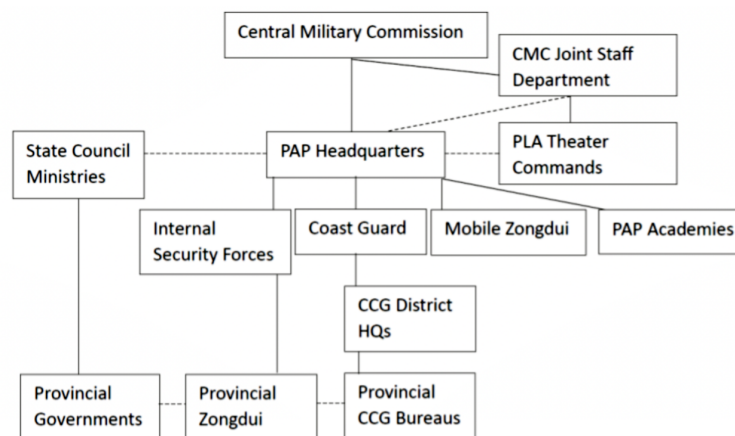 Central Military Commission
CMC Joint Staff
Department
State Council
Ministries
PAP Headquarters
PLA Theater
Commands
Internal
Security Forces
Coast Guard
Mobile Zongdui
PAP Academies
CCG District
HQs
Provincial
Governments
Provincial
Zongdui
Provincial
CCG Bureaus